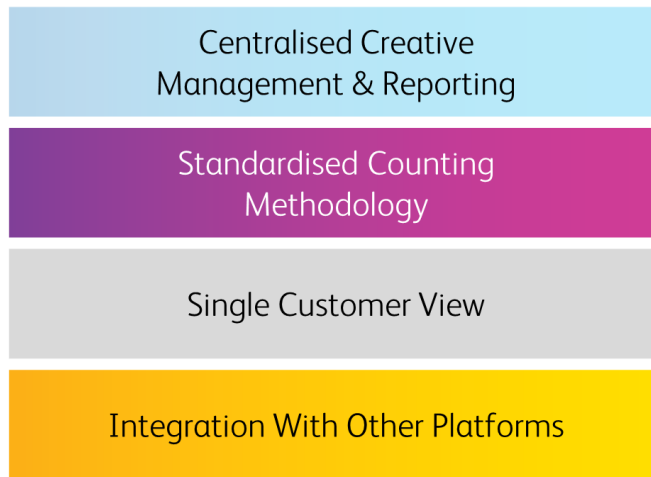 Centralised Creative
Management & Reporting
Standardised Counting
Methodology
Single Customer View
Integration With Other Platforms